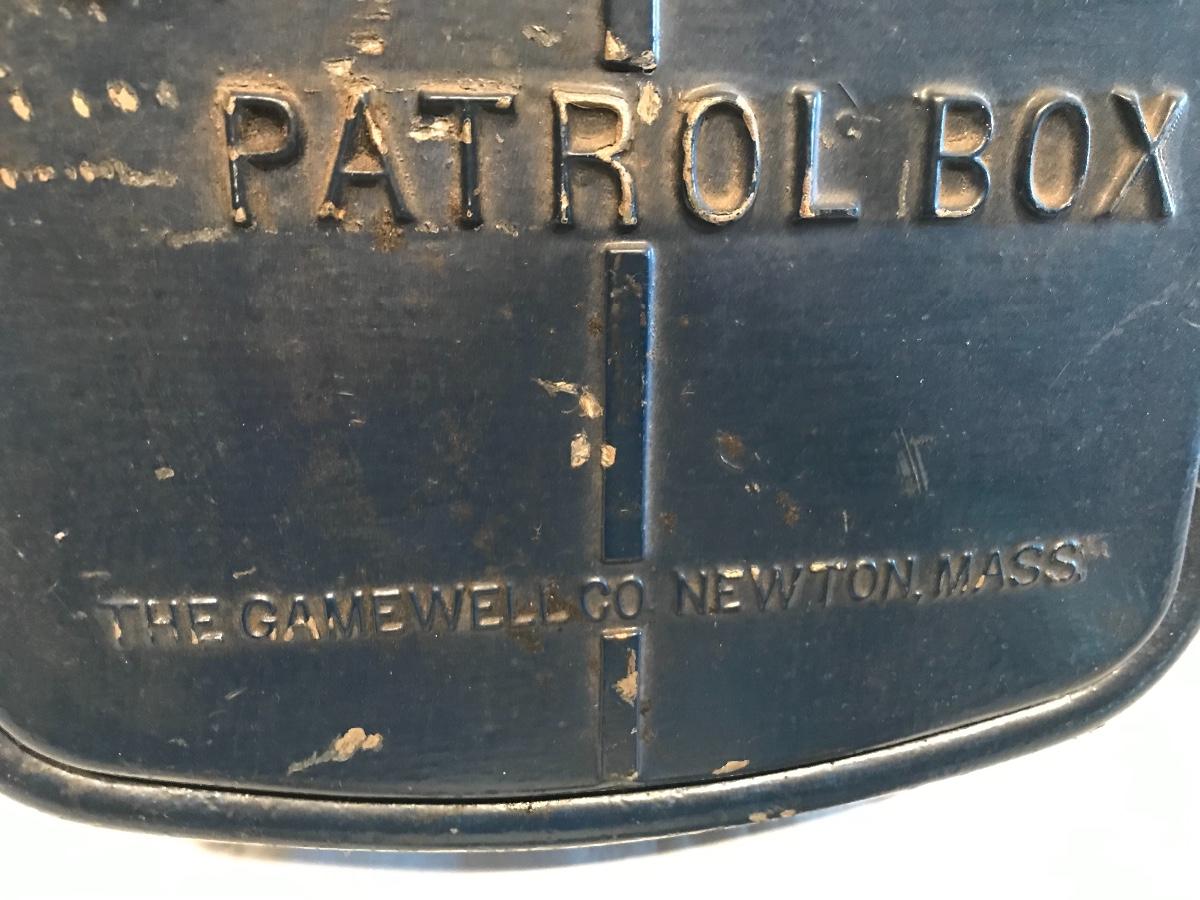 PATROL BOX
THE GAMEWELL CO. NEWTON, MASS.